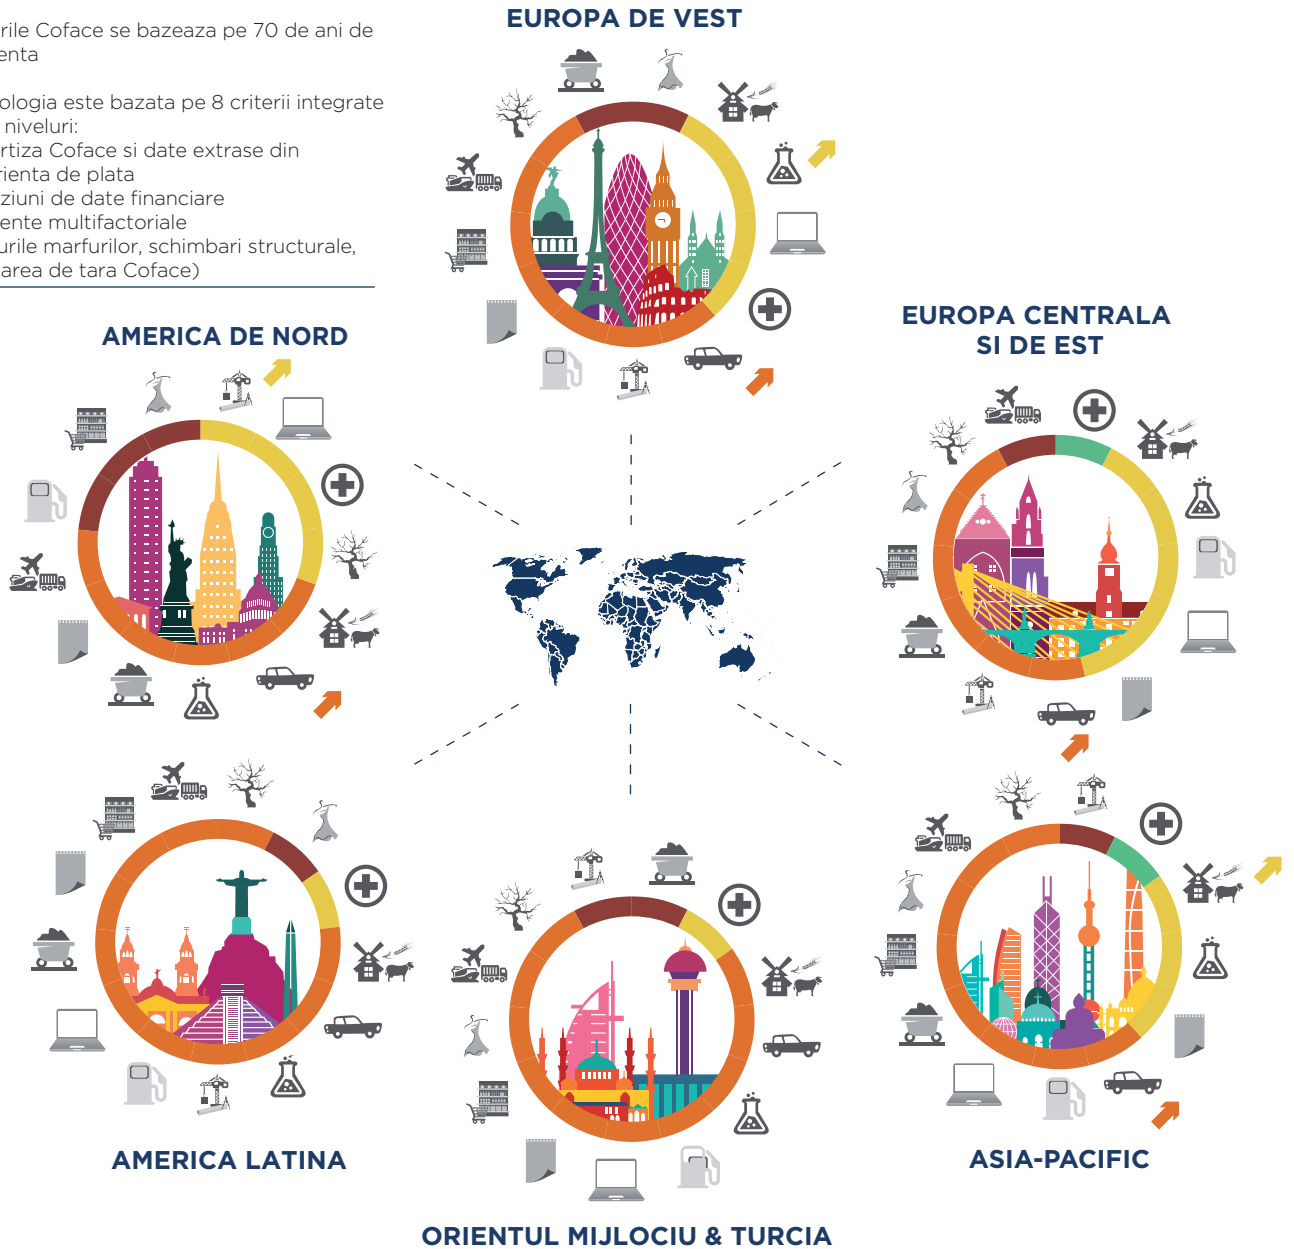 rile Coface se bazeaza pe 70 de ani de
enta
ologia este bazata pe 8 criterii integrate
niveluri:
rtiza Coface si date extrase din
rienta de plata
ziuni de date financiare
ente multifactoriale
urile marfurilor, schimbari structurale,
area de tara Coface)
EUROPA DE VEST
AMERICA DE NORD
EUROPA CENTRALA
SI DE EST
AMERICA LATINA
ASIA-PACIFIC
ORIENTUL MIJLOCIU & TURCIA